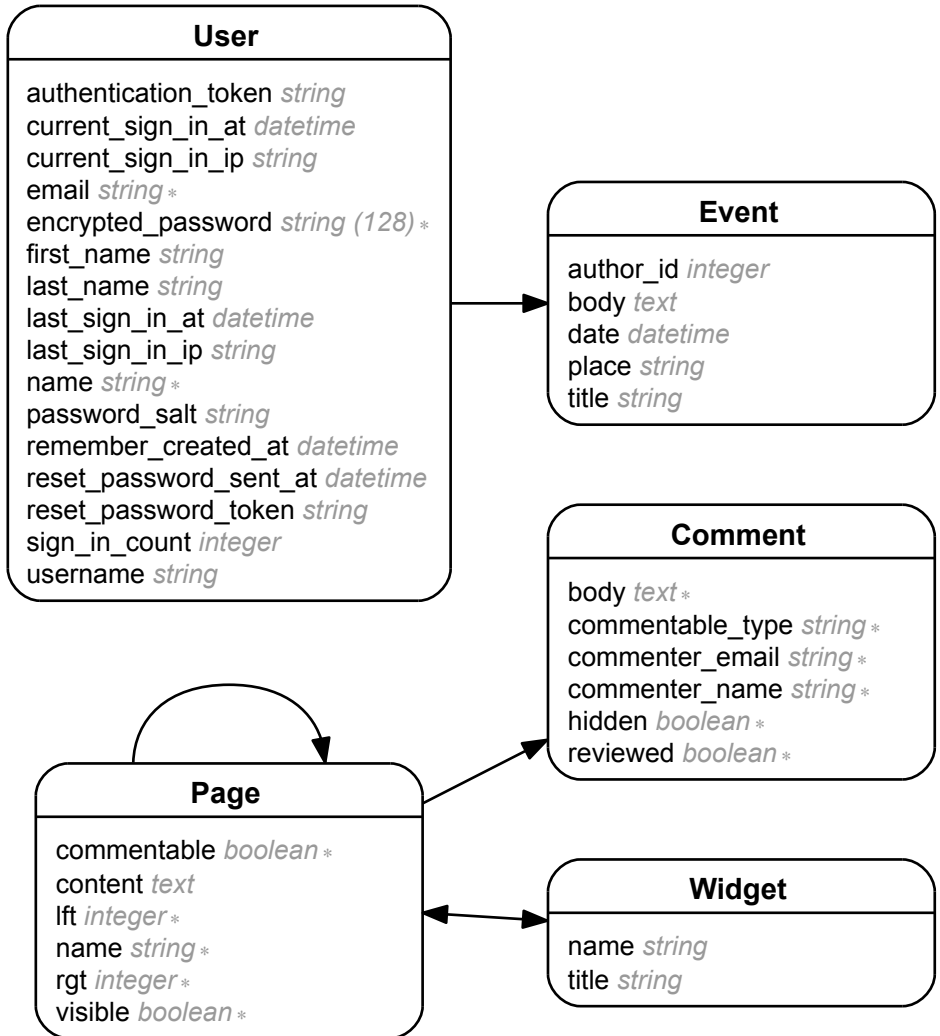 User
authentication_token string
current_sign_in_at datetime
current_sign_in_ip string
email string *
encrypted_password string (128) *
first_name string
last_name string
last_sign_in_at datetime
last_sign_in_ip string
name string *
password_salt string
remember_created_at datetime
reset_password_sent_at datetime
reset_password_token string
sign_in_count integer
username string
Event
author_id integer
body text
date datetime
place string
title string
Comment
body text *
commentable_type string *
commenter_email string *
commenter_name string *
hidden boolean *
reviewed boolean *
Page
commentable boolean *
content text
lft integer *
name string *
rgt integer *
visible boolean *
Widget
name string
title string